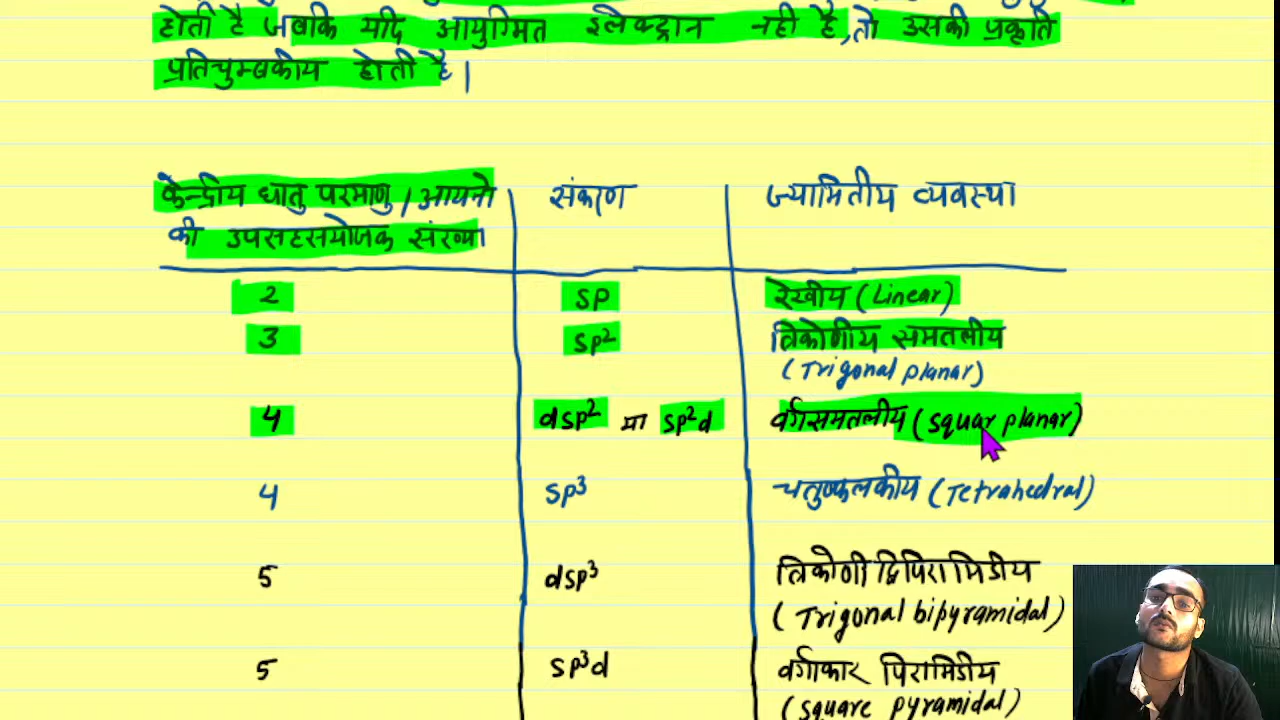 होती है जबकि यदि आयुग्मित इलेक्ट्रान नही है, तो उसकी प्रकृति
प्रतिचुम्बकीय होती है।
केन्द्रीय धातु परमाणु / आयनो संकरण ज्यामितीय व्यवस्था
की उपसहसंयोजक संख्या
2 sp रेखीय (Linear)
3 sp² त्रिकोणीय समतलीय
(Trigonal planar)
4 dsp² या sp²d वर्गसमतलीय (squar planar)
4 sp³ चतुष्फलकीय (Tetrahedral)
5 dsp³ त्रिकोणी द्विपिरामिडीय
(Trigonal bipyramidal)
5 sp³d वर्गाकार पिरामिडीय
(square pyramidal)